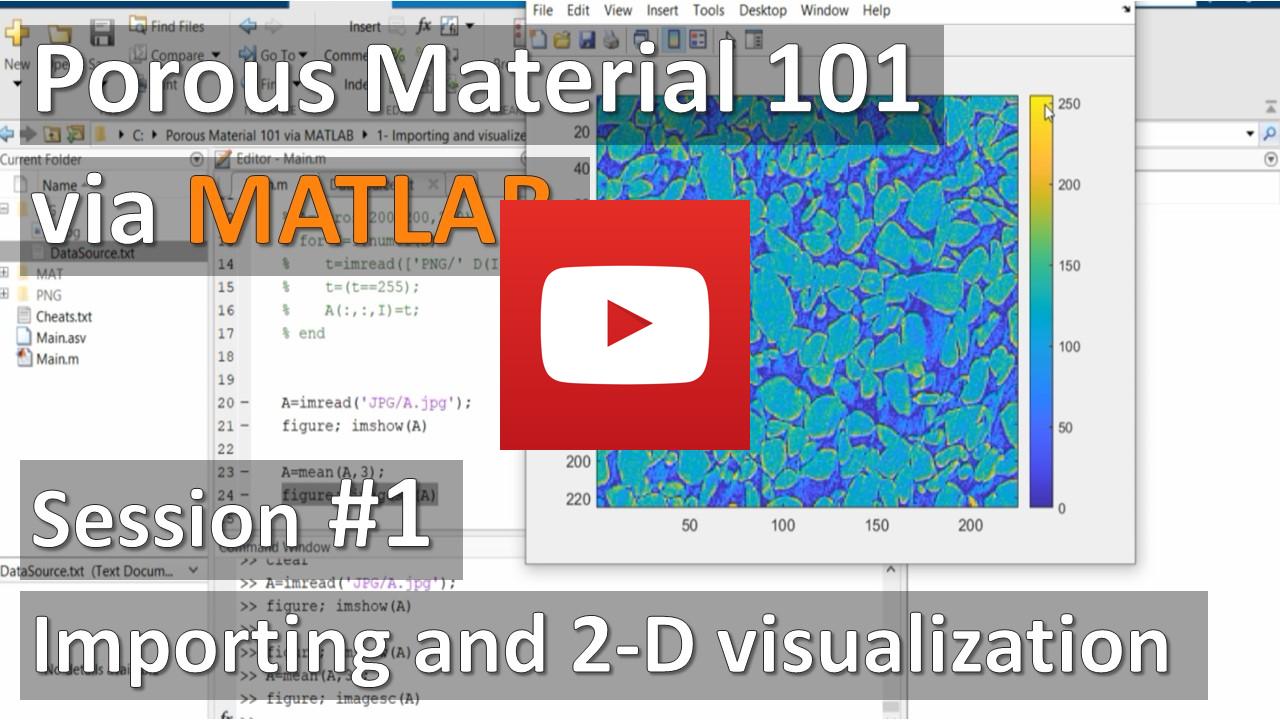 File Edit View Insert Tools Desktop Window Help
Find Files
Insert fx
New
Compare
Go To
Porous Material 101
C: Porous Material 101 via MATLAB 1- Importing and visualize
Current Folder
Editor - Main.m
Name
via MATLAB
DataSource.txt
MAT
PNG
Cheats.txt
Main.asv
Main.m
14 % t=imread(['PNG/' D(I
15 % t=(t==255);
16 % A(:,:,I)=t;
17 % end
18
19
20 - A=imread('JPG/A.jpg');
21 - figure; imshow(A)
22
23 - A=mean(A,3);
24 -
20
40
200
220
50 100 150 200
250
200
150
100
50
0
Session #1
Command Window
DataSource.txt (Text Docum...
>> clear
>> A=imread('JPG/A.jpg');
>> figure; imshow(A)
>>
Importing and 2-D visualization
>> A=mean(A,3);
>> figure; imagesc(A)
fx >>